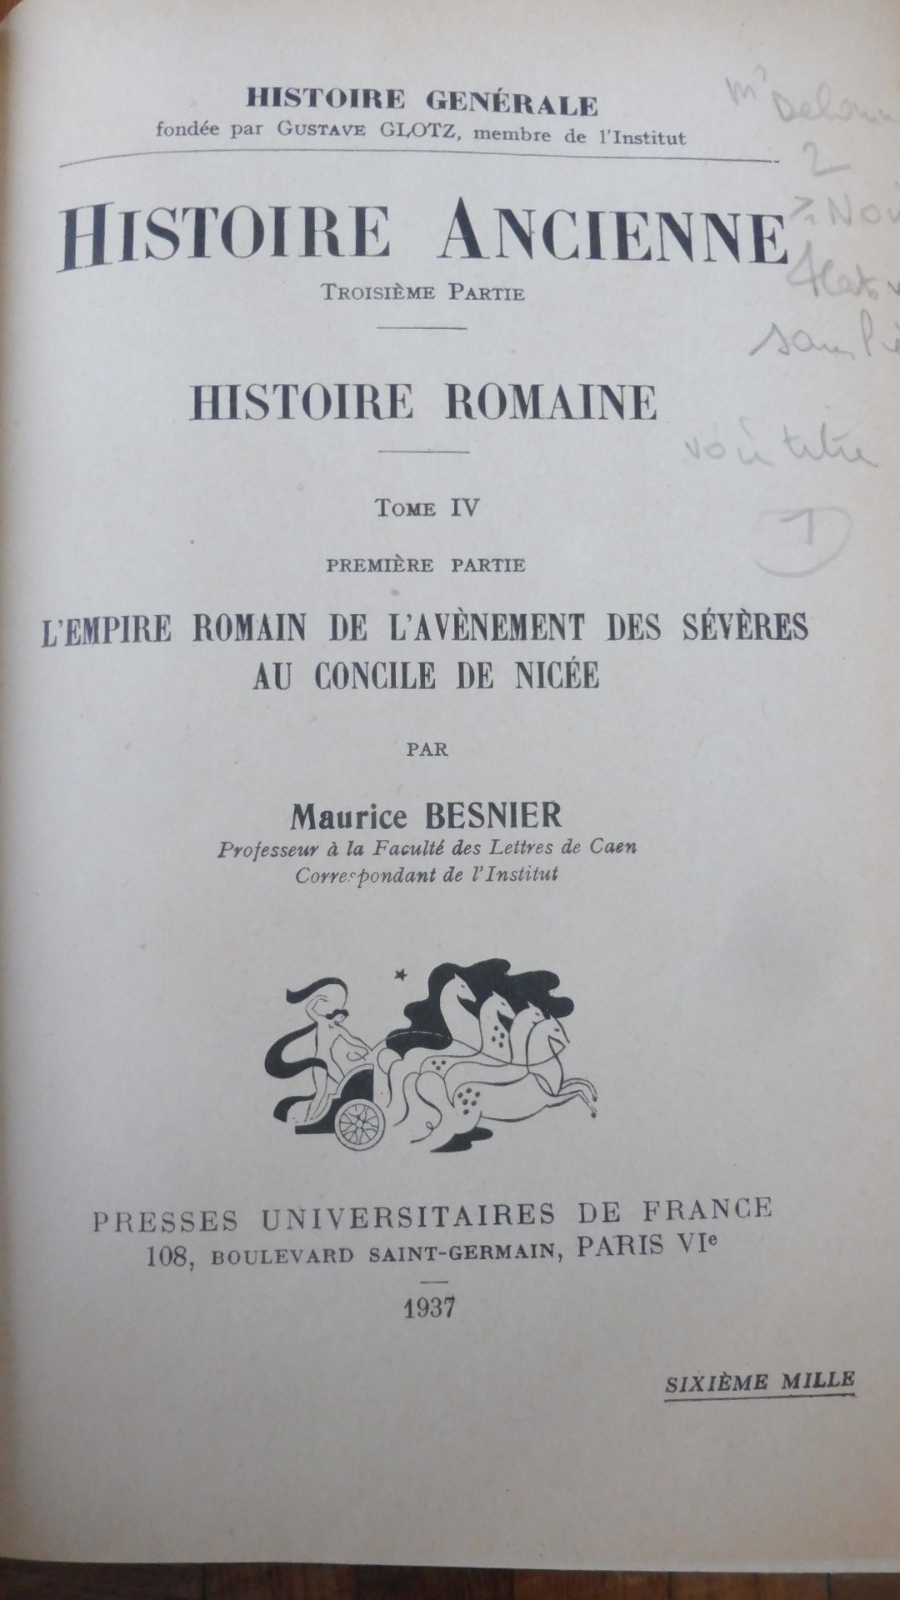 HISTOIRE GENÉRALE
fondée par GUSTAVE GLOTZ, membre de l'Institut
HISTOIRE ANCIENNE
TROISIÈME PARTIE
HISTOIRE ROMAINE
TOME IV
PREMIÈRE PARTIE
L'EMPIRE ROMAIN DE L'AVÈNEMENT DES SÉVÈRES
AU CONCILE DE NICÉE
PAR
Maurice BESNIER
Professeur à la Faculté des Lettres de Caen
Correspondant de l'Institut
PRESSES UNIVERSITAIRES DE FRANCE
108, BOULEVARD SAINT-GERMAIN, PARIS VIe
1937
SIXIÈME MILLE
2
voir titre
1